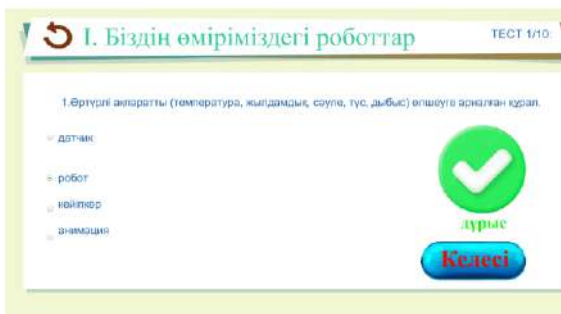 I. Біздің өміріміздегі роботтар
ТЕСТ 1/10:
1.Әртүрлі ақпаратты (температура, жылдамдық, сәуле, түс, дыбыс) өлшеуге арналған құрал.
датчик
робот
кейіпкер
анимация
дұрыс
Келесі